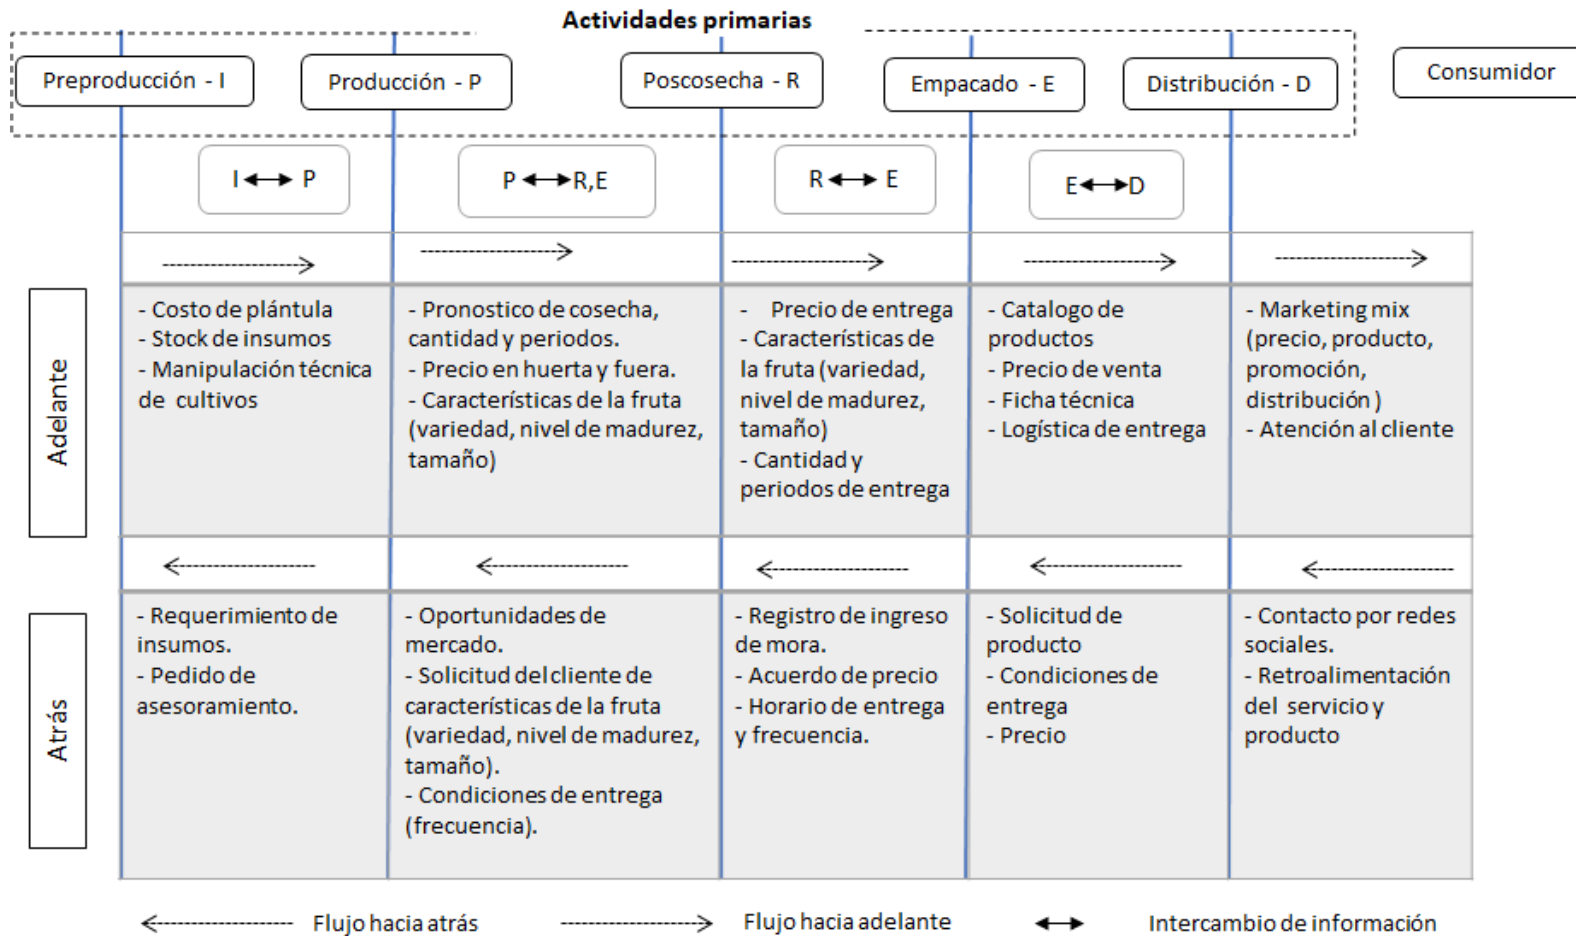 Actividades primarias
Preproducción - I
Producción - P
Poscosecha - R
Empacado - E
Distribución - D
Consumidor
I P
P R,E
R E
E D
Adelante
- Costo de plántula
- Stock de insumos
- Manipulación técnica
de cultivos
- Pronostico de cosecha,
cantidad y periodos.
- Precio en huerta y fuera.
- Características de la fruta
(variedad, nivel de madurez,
tamaño)
- Precio de entrega
- Características de
la fruta (variedad,
nivel de madurez,
tamaño)
- Cantidad y
periodos de entrega
- Catalogo de
productos
- Precio de venta
- Ficha técnica
- Logística de entrega
- Marketing mix
(precio, producto,
promoción,
distribución )
- Atención al cliente
Atrás
- Requerimiento de
insumos.
- Pedido de
asesoramiento.
- Oportunidades de
mercado.
- Solicitud del cliente de
características de la fruta
(variedad, nivel de madurez,
tamaño).
- Condiciones de entrega
(frecuencia).
- Registro de ingreso
de mora.
- Acuerdo de precio
- Horario de entrega
y frecuencia.
- Solicitud de
producto
- Condiciones de
entrega
- Precio
- Contacto por redes
sociales.
- Retroalimentación
del servicio y
producto
Flujo hacia atrás
Flujo hacia adelante
Intercambio de información